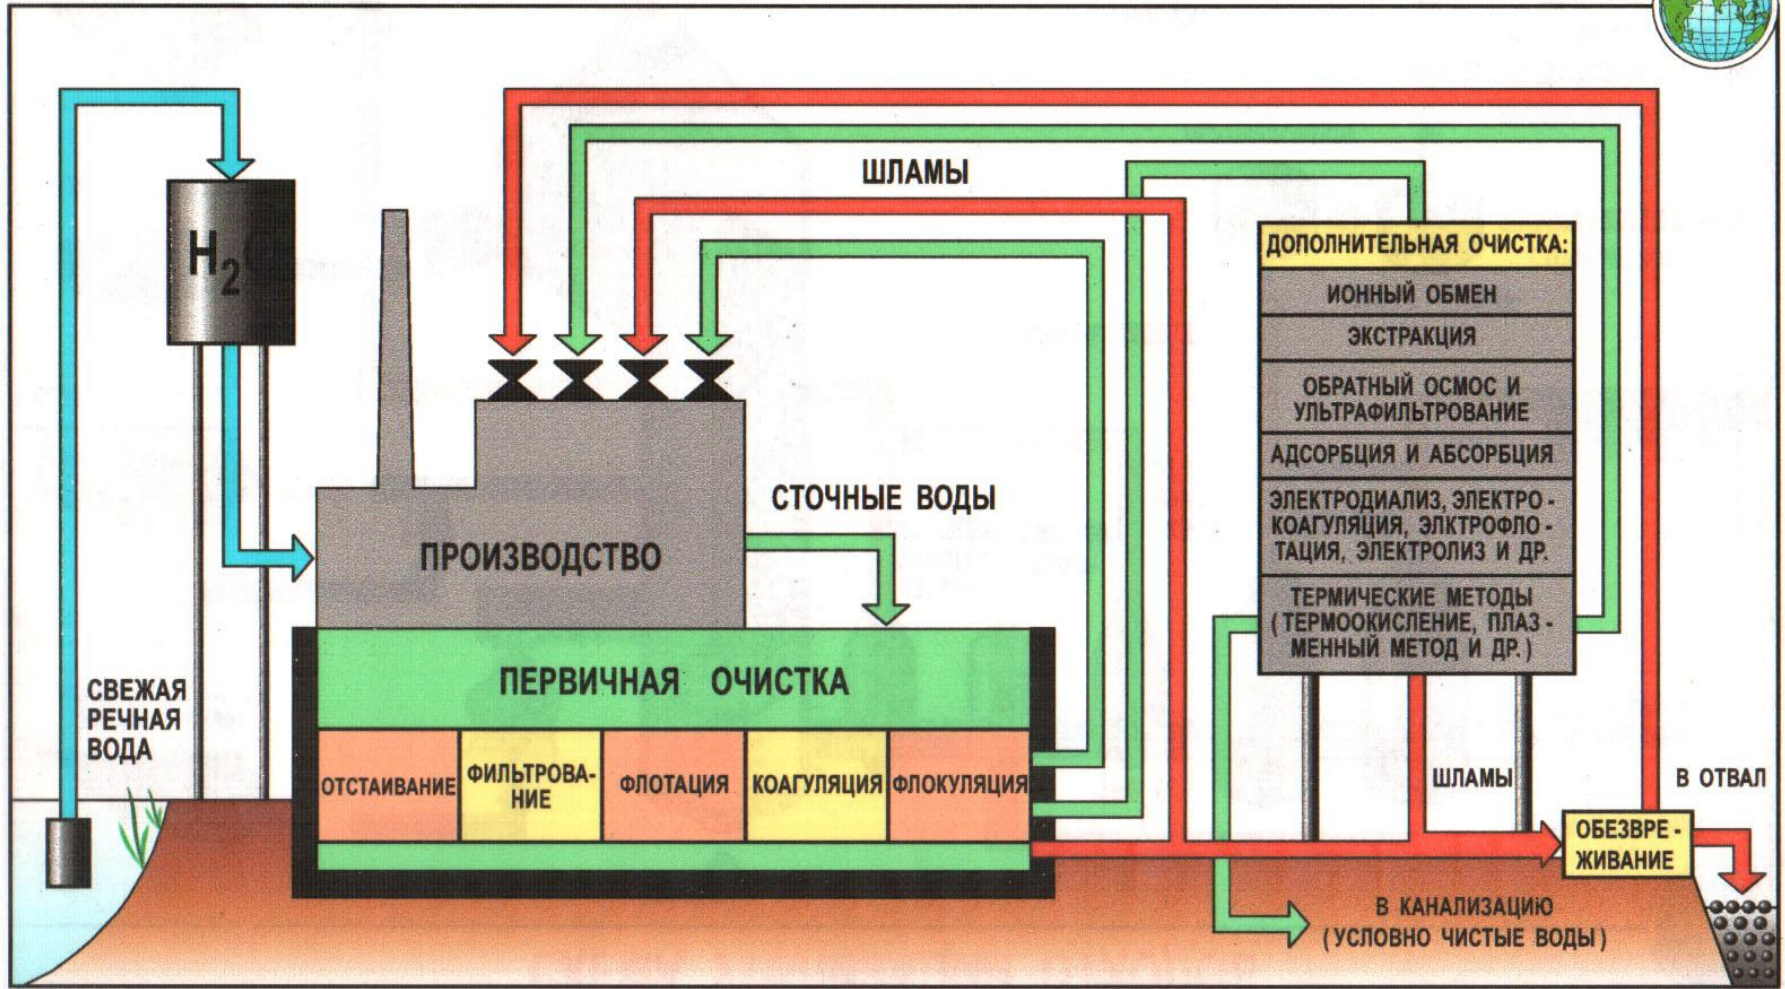 H₂
ШЛАМЫ
ДОПОЛНИТЕЛЬНАЯ ОЧИСТКА:
ИОННЫЙ ОБМЕН
ЭКСТРАКЦИЯ
ОБРАТНЫЙ ОСМОС И
УЛЬТРАФИЛЬТРОВАНИЕ
АДСОРБЦИЯ И АБСОРБЦИЯ
ЭЛЕКТРОДИАЛИЗ, ЭЛЕКТРО -
КОАГУЛЯЦИЯ, ЭЛКТРОФЛО -
ТАЦИЯ, ЭЛЕКТРОЛИЗ И ДР.
ТЕРМИЧЕСКИЕ МЕТОДЫ
( ТЕРМООКИСЛЕНИЕ, ПЛАЗ -
МЕННЫЙ МЕТОД И ДР. )
СТОЧНЫЕ ВОДЫ
ПРОИЗВОДСТВО
ПЕРВИЧНАЯ ОЧИСТКА
СВЕЖАЯ
РЕЧНАЯ
ВОДА
ОТСТАИВАНИЕ
ФИЛЬТРОВА-
НИЕ
ФЛОТАЦИЯ
КОАГУЛЯЦИЯ
ФЛОКУЛЯЦИЯ
ШЛАМЫ
В ОТВАЛ
ОБЕЗВРЕ -
ЖИВАНИЕ
В КАНАЛИЗАЦИЮ
( УСЛОВНО ЧИСТЫЕ ВОДЫ )